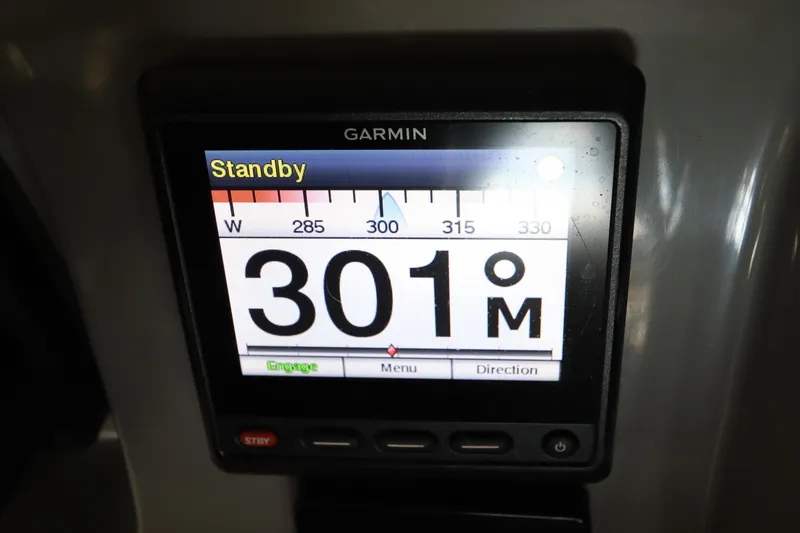 GARMIN
Standby
W 285 300 315 330
301°M
Engage Menu Direction
STBY